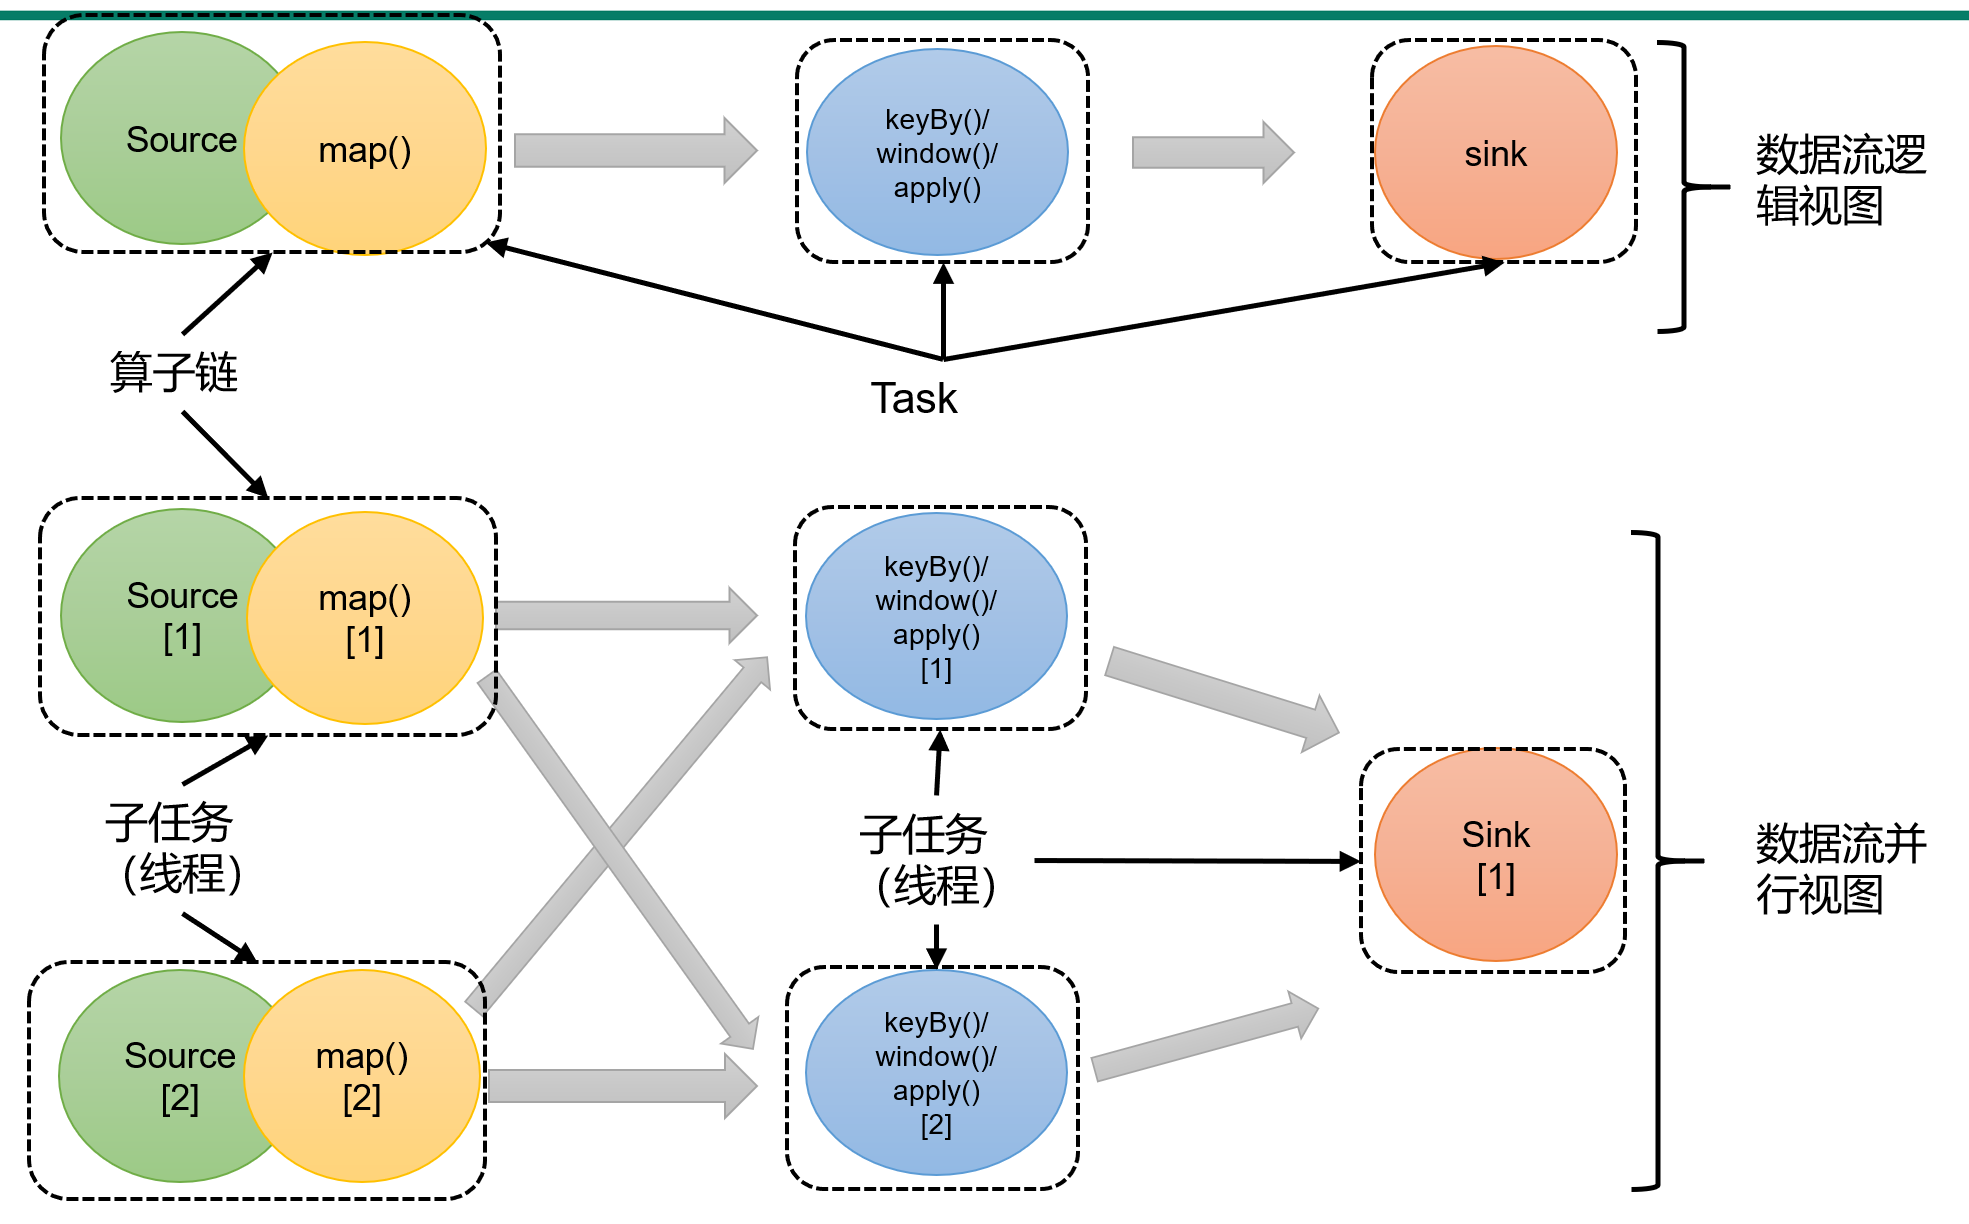 Source
map()
keyBy()/
window()/
apply()
sink
数据流逻
辑视图
算子链
Task
Source
[1]
map()
[1]
keyBy()/
window()/
apply()
[1]
子任务
（线程）
子任务
（线程）
Sink
[1]
数据流并
行视图
Source
[2]
map()
[2]
keyBy()/
window()/
apply()
[2]